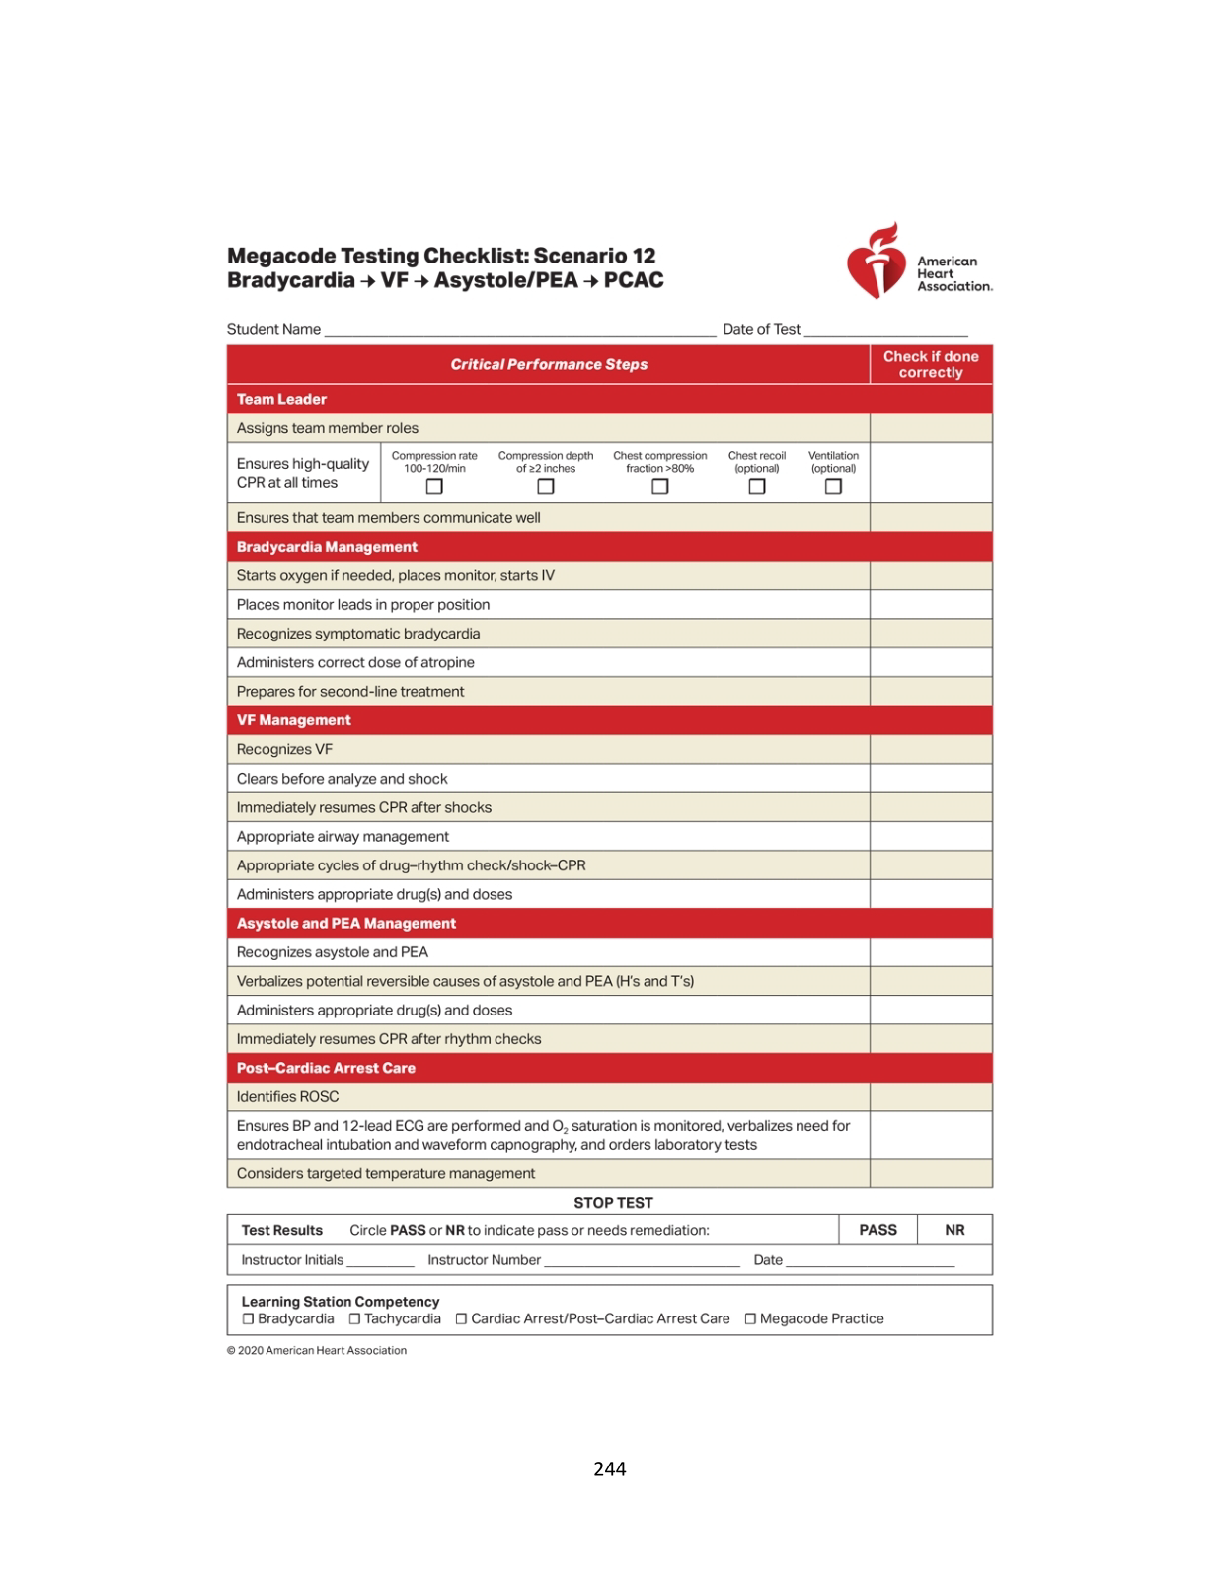 Megacode Testing Checklist: Scenario 12
Bradycardia → VF → Asystole/PEA → PCAC
American
Heart
Association.
Student Name ________ Date of Test ________
Critical Performance Steps
Check if done
correctly
Team Leader
Assigns team member roles
Ensures high-quality
CPR at all times
Compression rate
100-120/min
☐
Compression depth
of ≥2 inches
☐
Chest compression
fraction >80%
☐
Chest recoil
(optional)
☐
Ventilation
(optional)
☐
Ensures that team members communicate well
Bradycardia Management
Starts oxygen if needed, places monitor, starts IV
Places monitor leads in proper position
Recognizes symptomatic bradycardia
Administers correct dose of atropine
Prepares for second-line treatment
VF Management
Recognizes VF
Clears before analyze and shock
Immediately resumes CPR after shocks
Appropriate airway management
Appropriate cycles of drug–rhythm check/shock–CPR
Administers appropriate drug(s) and doses
Asystole and PEA Management
Recognizes asystole and PEA
Verbalizes potential reversible causes of asystole and PEA (H's and T's)
Administers appropriate drug(s) and doses
Immediately resumes CPR after rhythm checks
Post–Cardiac Arrest Care
Identifies ROSC
Ensures BP and 12-lead ECG are performed and O₂ saturation is monitored, verbalizes need for
endotracheal intubation and waveform capnography, and orders laboratory tests
Considers targeted temperature management
STOP TEST
Test Results Circle PASS or NR to indicate pass or needs remediation: PASS NR
Instructor Initials ________ Instructor Number ________ Date ________
Learning Station Competency
☐ Bradycardia ☐ Tachycardia ☐ Cardiac Arrest/Post–Cardiac Arrest Care ☐ Megacode Practice
© 2020 American Heart Association
244